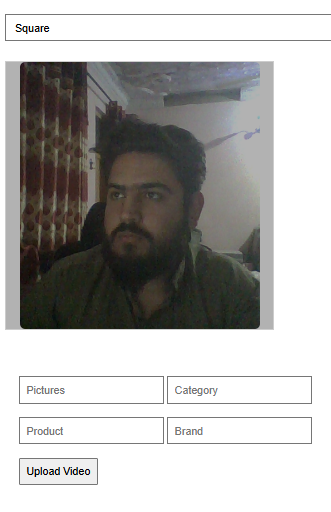 Square
Pictures Category
Product Brand
Upload Video